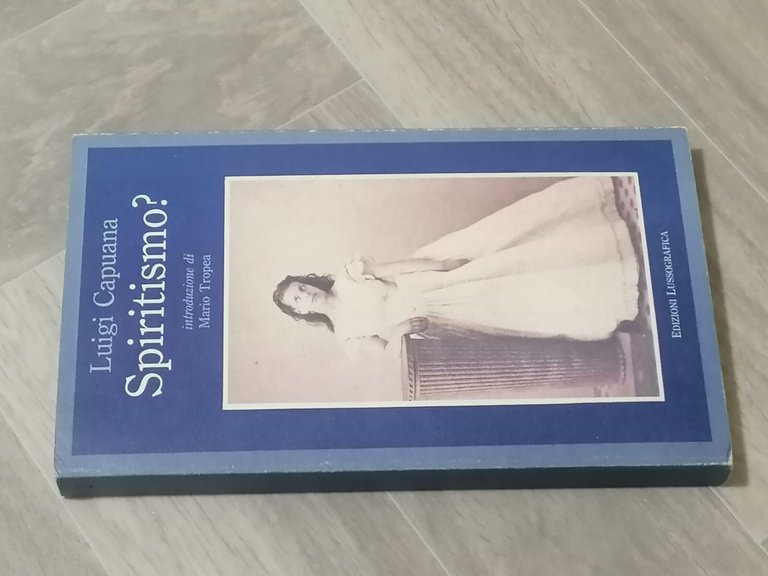 Luigi Capuana
Spiritismo?
introduzione di
Mario Tropea
EDIZIONI LUSSOGRAFICA